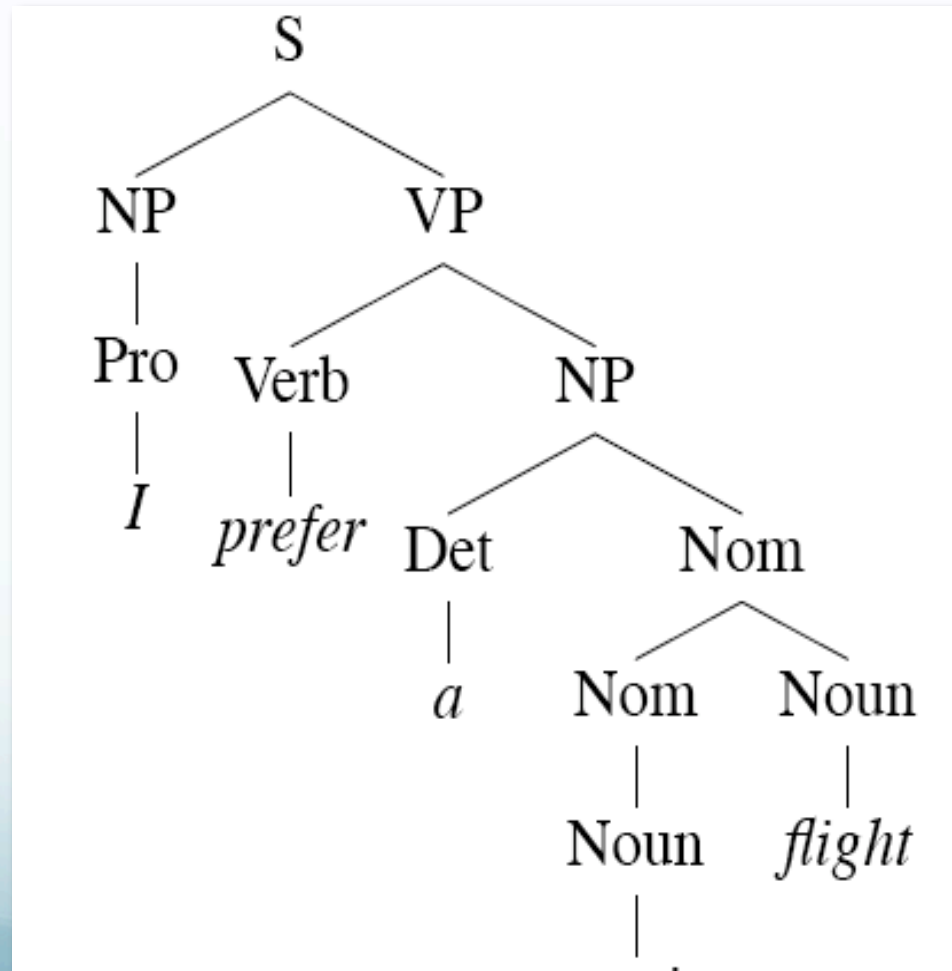 S
NP VP
Pro Verb NP
I prefer Det Nom
a Nom Noun
Noun flight